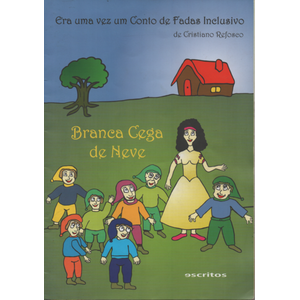 Era uma vez um Conto de Fadas Inclusivo
de Cristiano Refosco
Branca Cega
de Neve
escritos